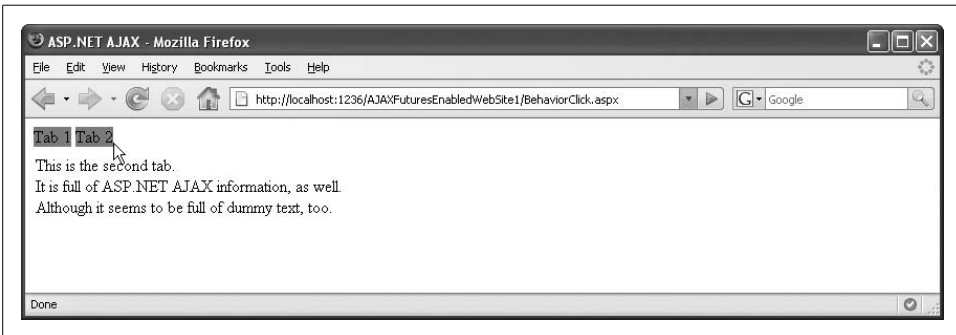 ASP.NET AJAX - Mozilla Firefox
File Edit View History Bookmarks Tools Help
http://localhost:1236/AJAXFuturesEnabledWebSite1/BehaviorClick.aspx G Google
Tab 1 Tab 2
This is the second tab.
It is full of ASP.NET AJAX information, as well.
Although it seems to be full of dummy text, too.
Done